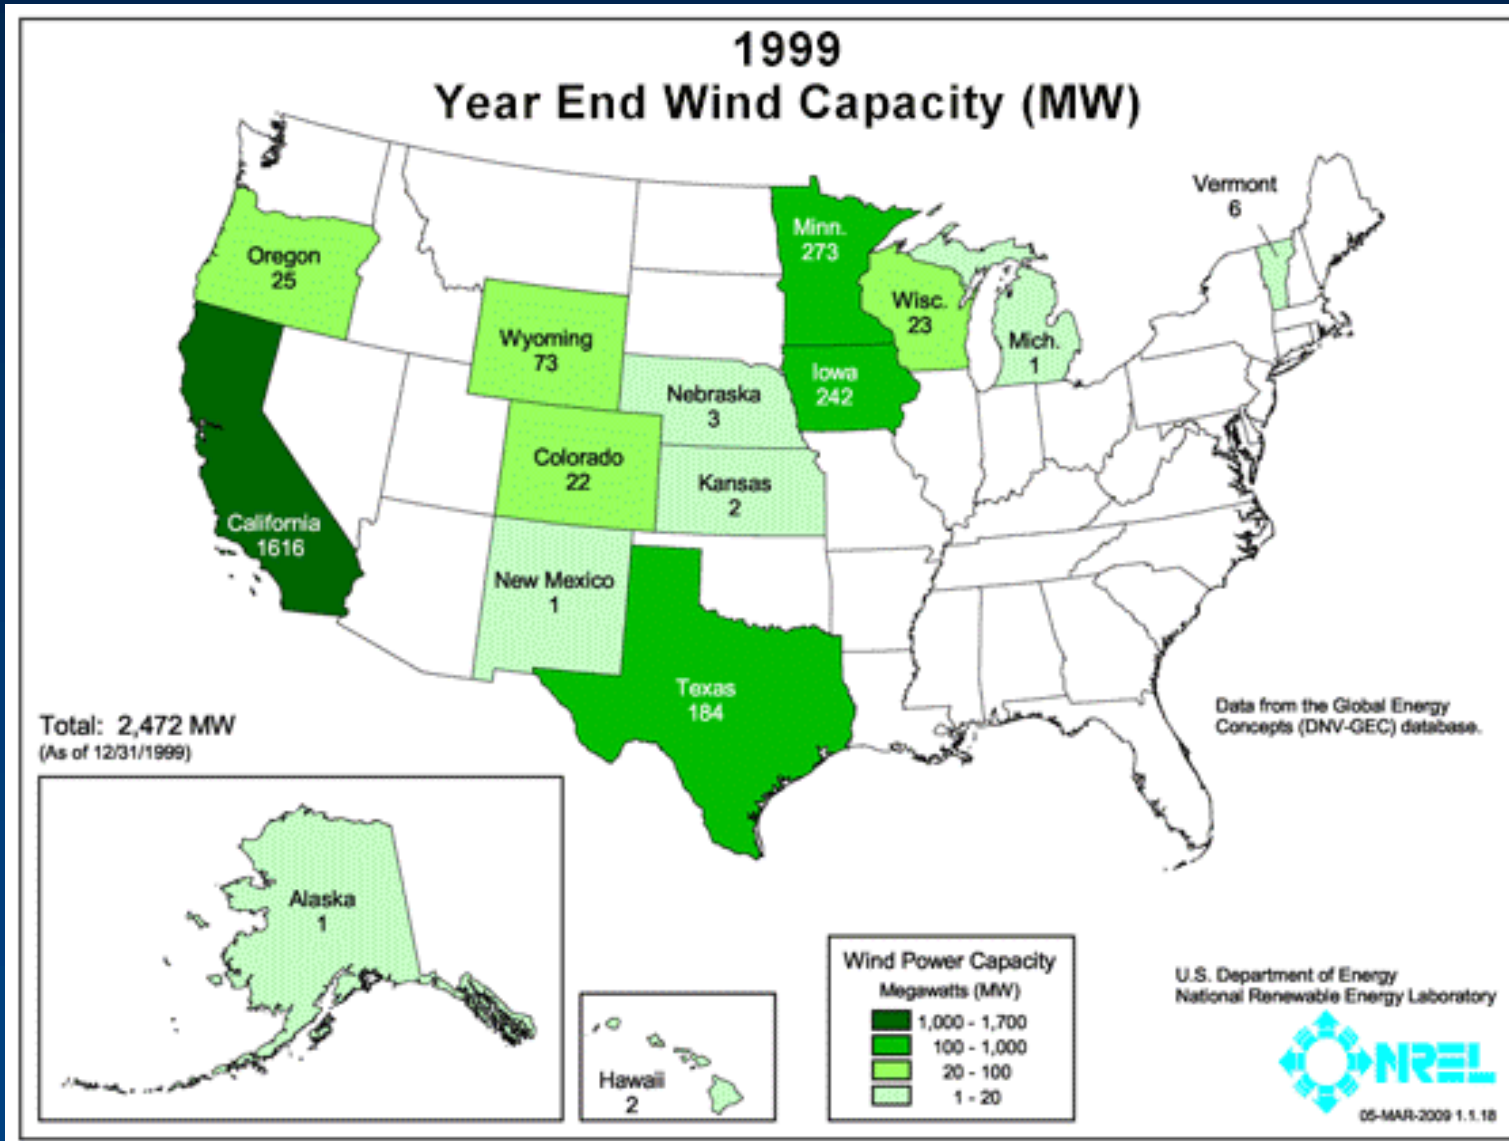 1999
Year End Wind Capacity (MW)
Vermont
6
Minn.
273
Oregon
25
Wisc.
23
Wyoming
73
Mich.
1
Iowa
242
Nebraska
3
Colorado
22
Kansas
2
California
1616
New Mexico
1
Texas
184
Data from the Global Energy
Concepts (DNV-GEC) database.
Total: 2,472 MW
(As of 12/31/1999)
Alaska
1
Hawaii
2
Wind Power Capacity
Megawatts (MW)
1,000 - 1,700
100 - 1,000
20 - 100
1 - 20
U.S. Department of Energy
National Renewable Energy Laboratory
NREL
05-MAR-2009 1.1.18